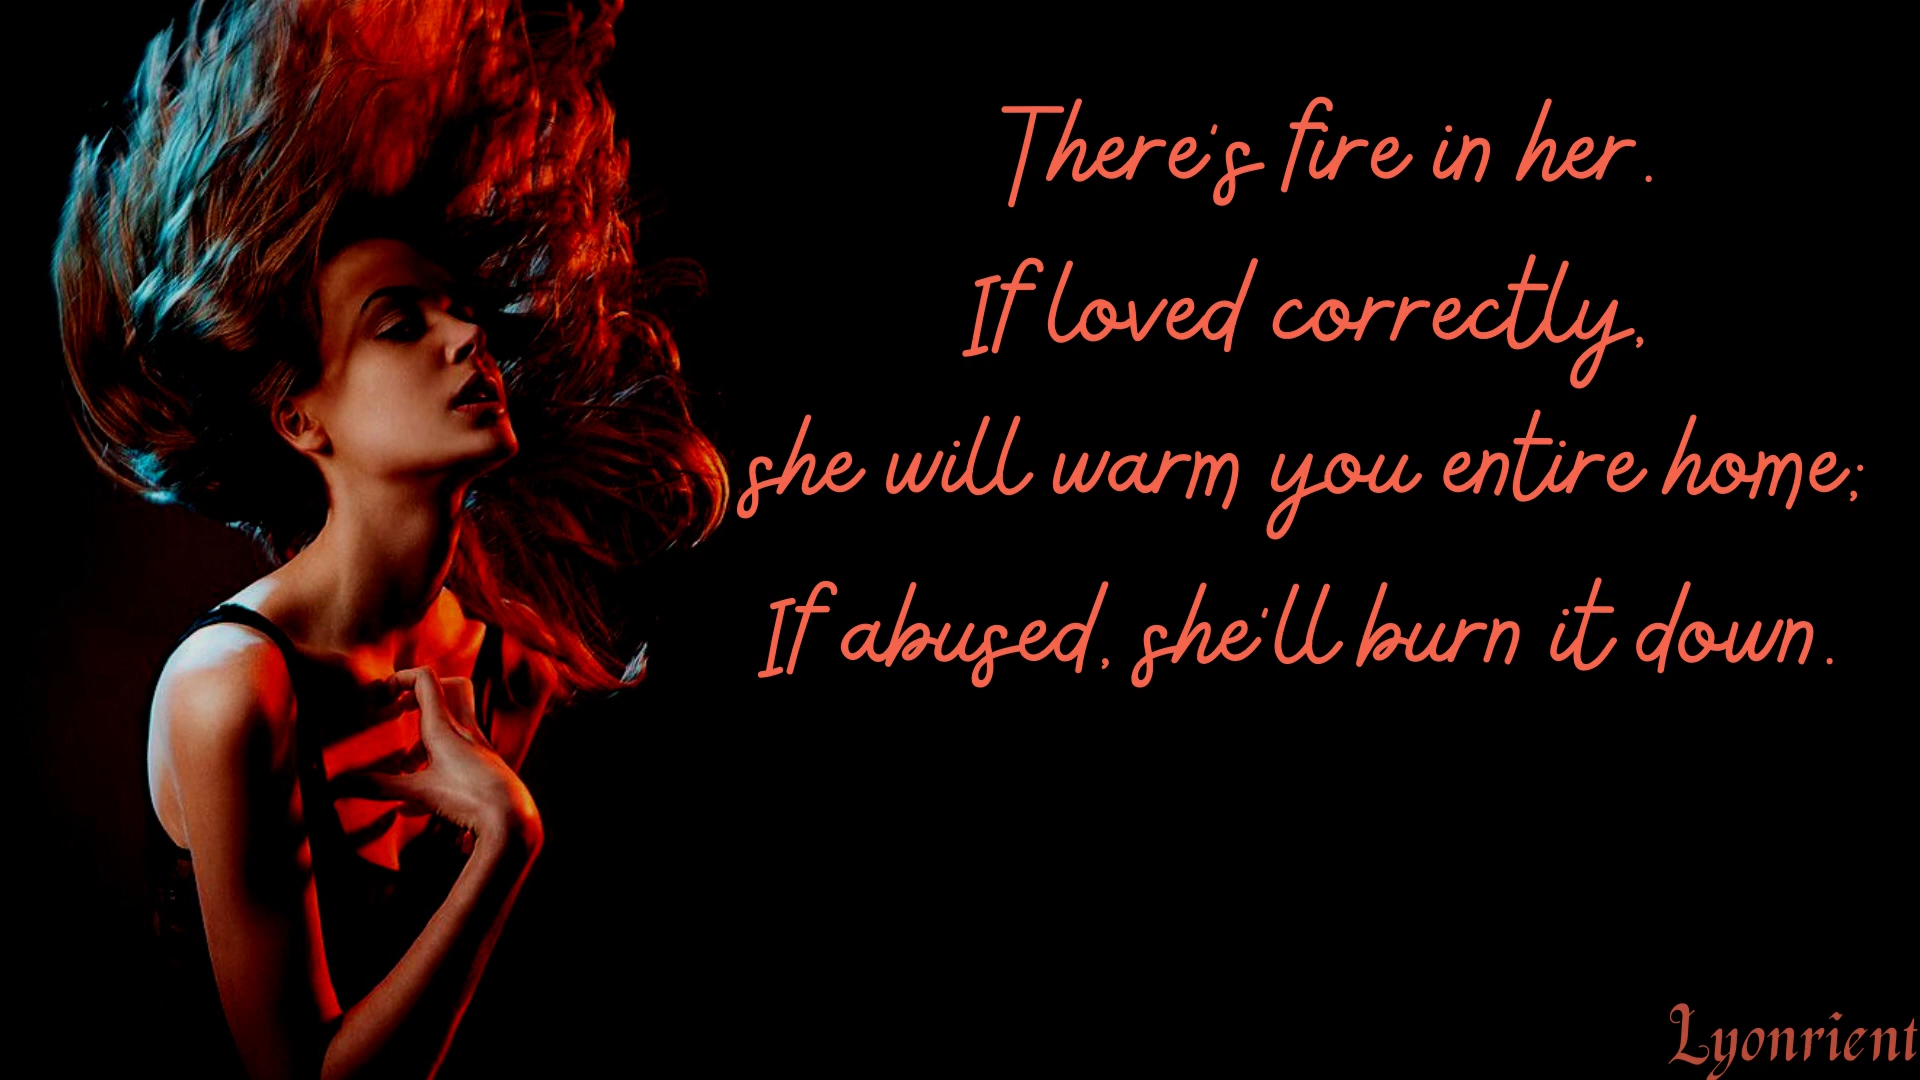 There's fire in her.
If loved correctly,
she will warm you entire home;
If abused, she'll burn it down.
Lyonrient